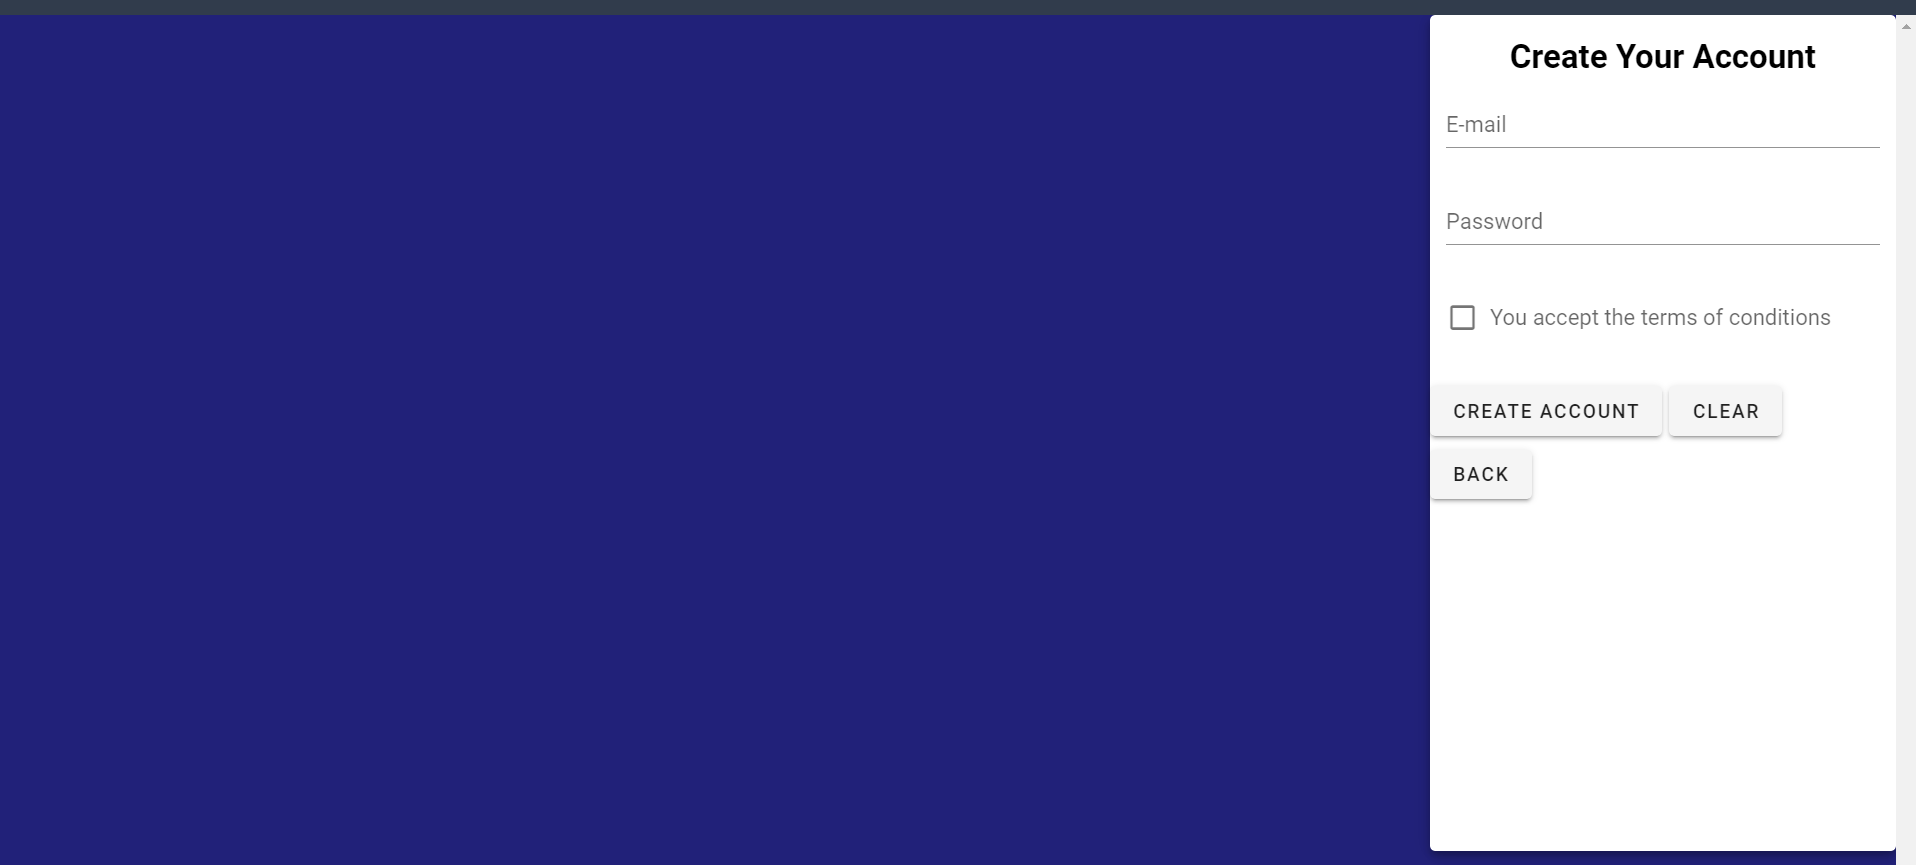 Create Your Account
E-mail
Password
You accept the terms of conditions
CREATE ACCOUNT CLEAR
BACK